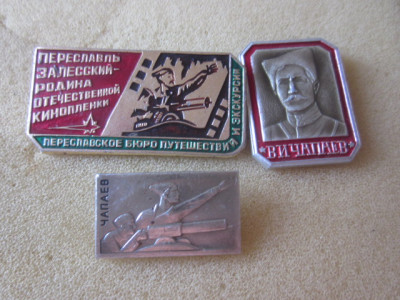 ПЕРЕСЛАВЛЬ
ЗАЛЕССКИЙ-
РОДИНА
ОТЕЧЕСТВЕННОЙ
КИНОПЛЕНКИ
ПЕРЕСЛАВСКОЕ БЮРО ПУТЕШЕСТВИЙ И ЭКСКУРСИЙ
В.И.ЧАПАЕВ
ЧАПАЕВ